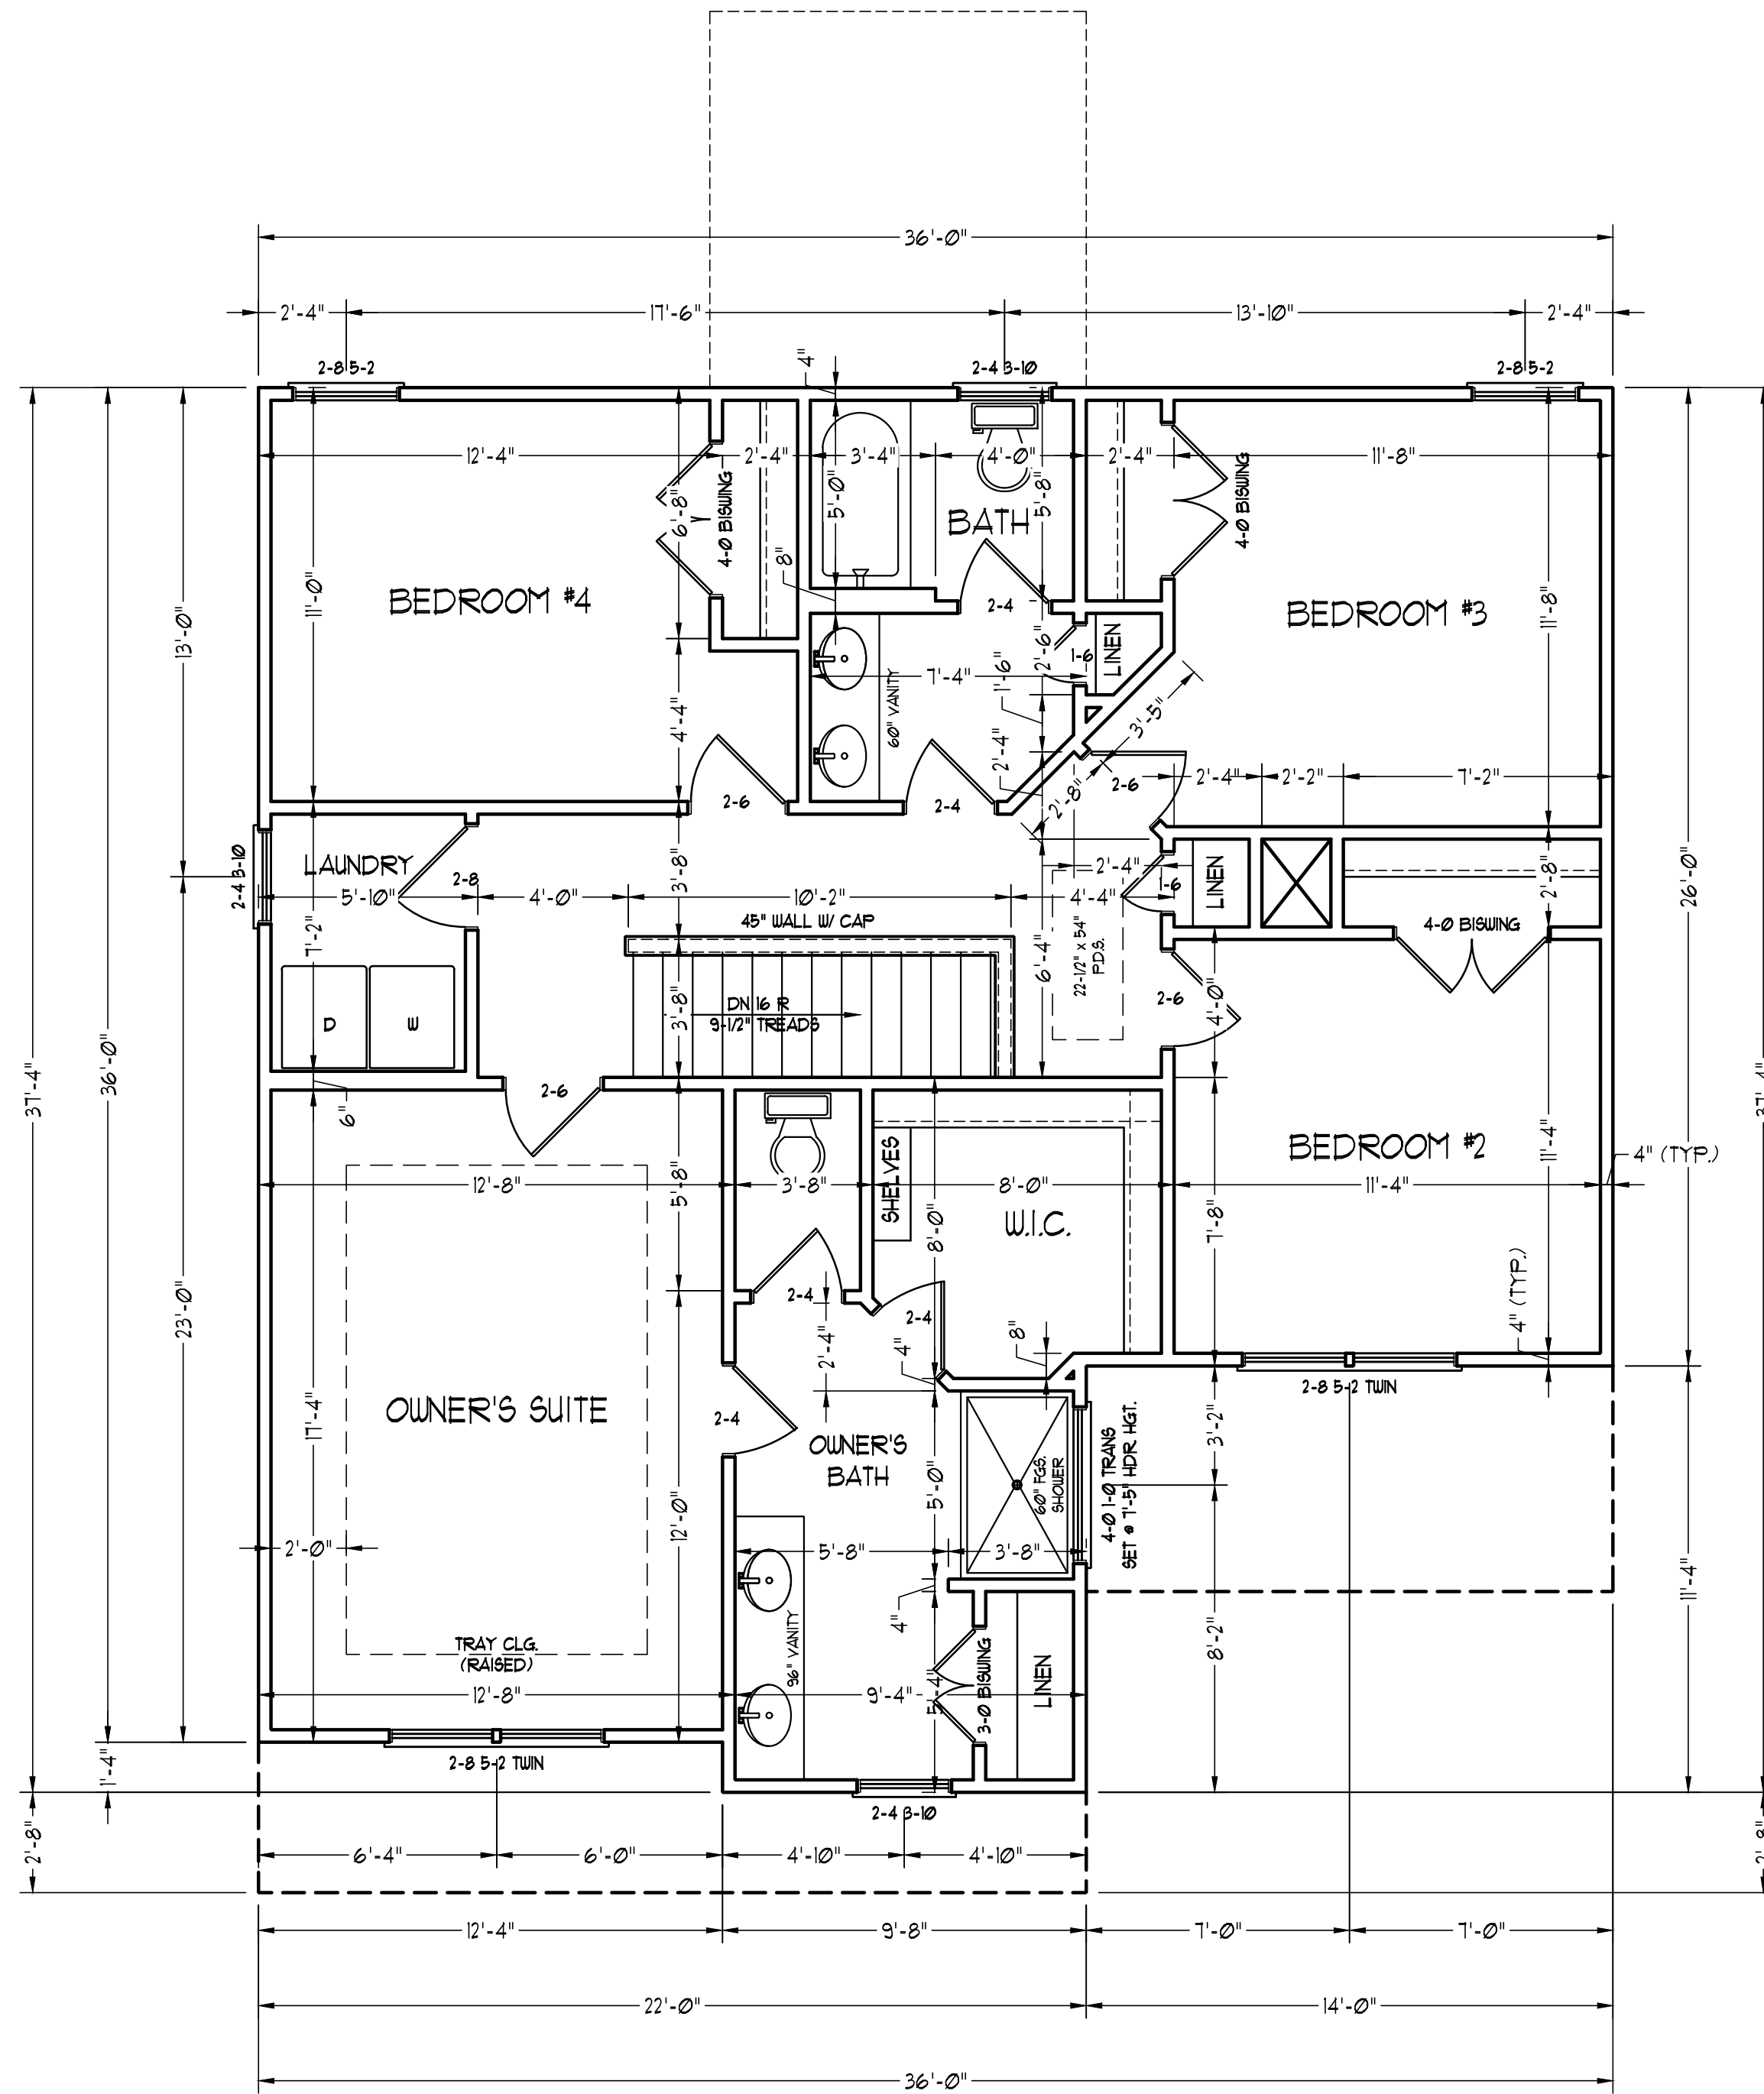 36'-0"
2'-4"
17'-6"
13'-10"
2'-4"
2-8 5-2
4"
2-4 3-10
2-8 5-2
12'-4"
2'-4"
3'-4"
4'-0"
2'-4"
11'-8"
6'-8"
4-0 BISWING
5'-0"
5'-8"
4-0 BISWING
BATH
8"
11'-0"
BEDROOM #4
2-4
LINEN
BEDROOM #3
11'-8"
13'-0"
2'-6"
1-6
1'-6"
7'-4"
60" VANITY
4'-4"
3'-5"
2'-4"
2'-8"
2-6
2-6
2-4
2'-4"
2'-2"
7'-2"
LAUNDRY
2-4 3-10
5'-10"
2-8
4'-0"
3'-8"
10'-2"
4'-4"
2'-4"
1-6
LINEN
2'-8"
26'-0"
45" WALL W/ CAP
4-0 BISWING
7'-2"
6'-4"
22-1/2" x 54"
P.D.S.
D
W
3'-8"
DN 16 R
9-1/2" TREADS
2-6
4'-0"
37'-4"
36'-0"
37'-4"
6"
2-6
SHELVES
BEDROOM #2
11'-4"
4" (TYP.)
12'-8"
5'-8"
3'-8"
8'-0"
11'-4"
W.I.C.
8'-0"
7'-8"
23'-0"
2-4
2-4
2'-4"
4"
8"
4" (TYP.)
2-8 5-2 TWIN
OWNER'S SUITE
17'-4"
2-4
OWNER'S
BATH
5'-0"
60" FGS.
SHOWER
4-0 1-0 TRANS
SET @ 7'-5" HDR HGT.
3'-2"
12'-0"
2'-0"
5'-8"
3'-8"
11'-4"
4"
8'-2"
TRAY CLG.
(RAISED)
96" VANITY
5'-4"
3-0 BISWING
LINEN
12'-8"
9'-4"
2-8 5-2 TWIN
1'-4"
2-4 3-10
2'-8"
6'-4"
6'-0"
4'-10"
4'-10"
2'-8"
12'-4"
9'-8"
7'-0"
7'-0"
22'-0"
14'-0"
36'-0"